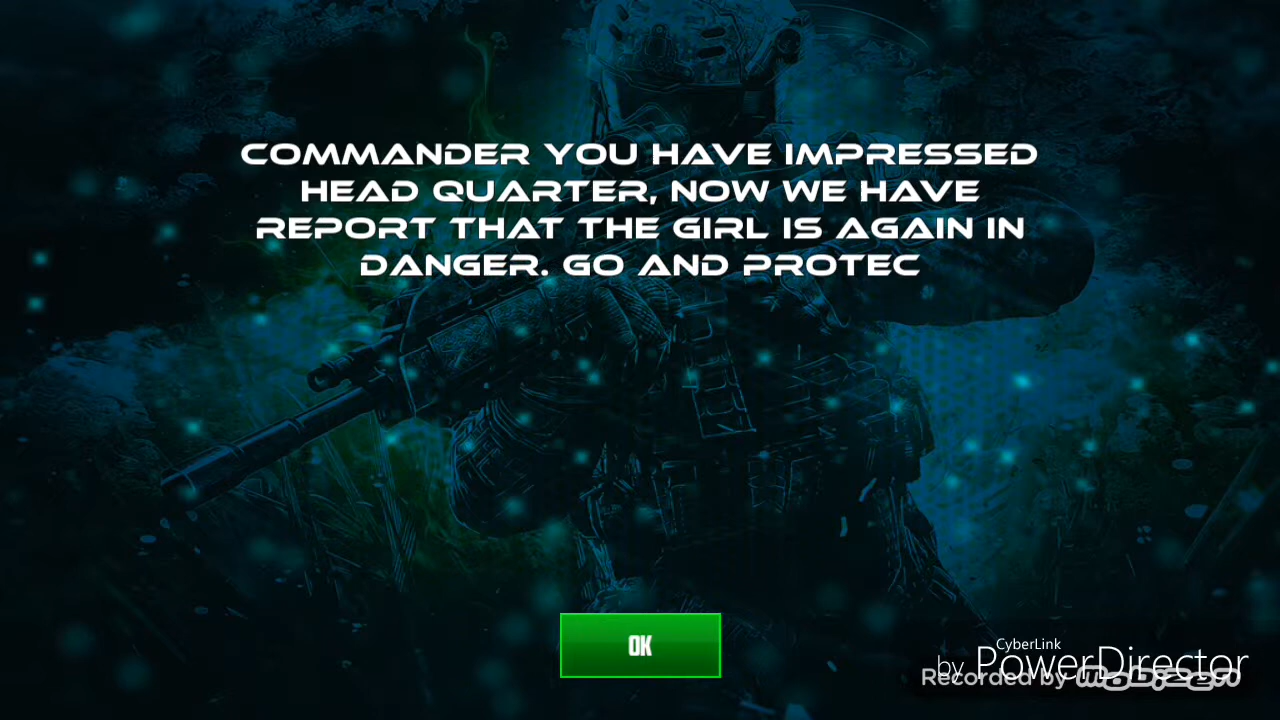 COMMANDER YOU HAVE IMPRESSED
HEAD QUARTER, NOW WE HAVE
REPORT THAT THE GIRL IS AGAIN IN
DANGER. GO AND PROTEC
OK
CyberLink
by PowerDirector
Recorded by